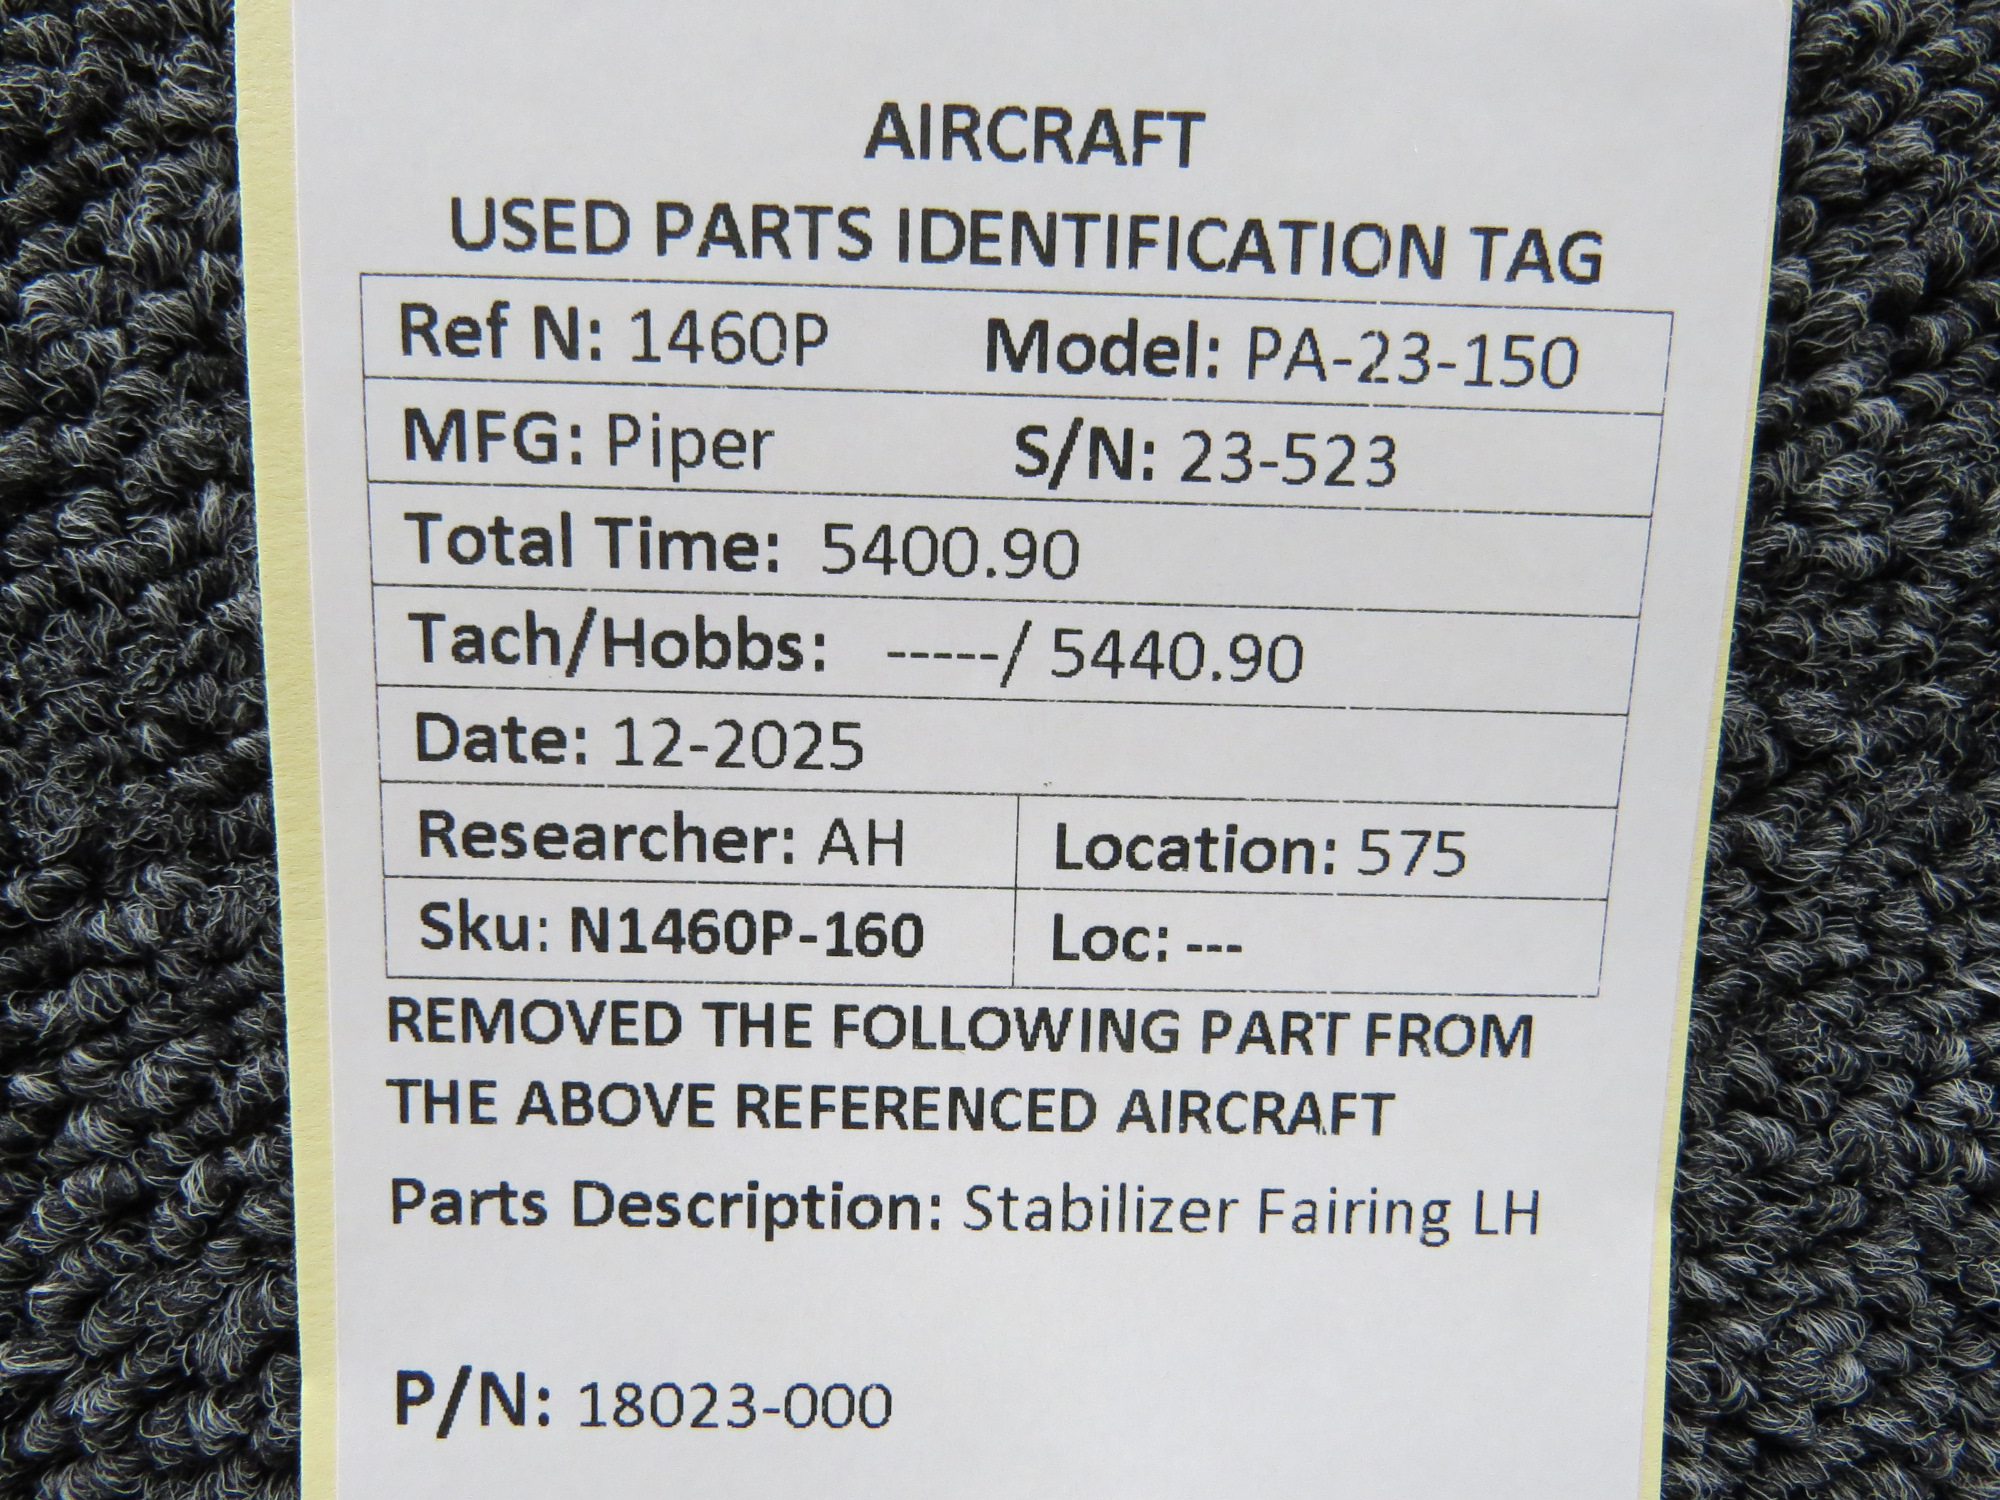 AIRCRAFT
USED PARTS IDENTIFICATION TAG
Ref N: 1460P Model: PA-23-150
MFG: Piper S/N: 23-523
Total Time: 5400.90
Tach/Hobbs: -----/ 5440.90
Date: 12-2025
Researcher: AH Location: 575
Sku: N1460P-160 Loc: ---
REMOVED THE FOLLOWING PART FROM
THE ABOVE REFERENCED AIRCRAFT
Parts Description: Stabilizer Fairing LH
P/N: 18023-000